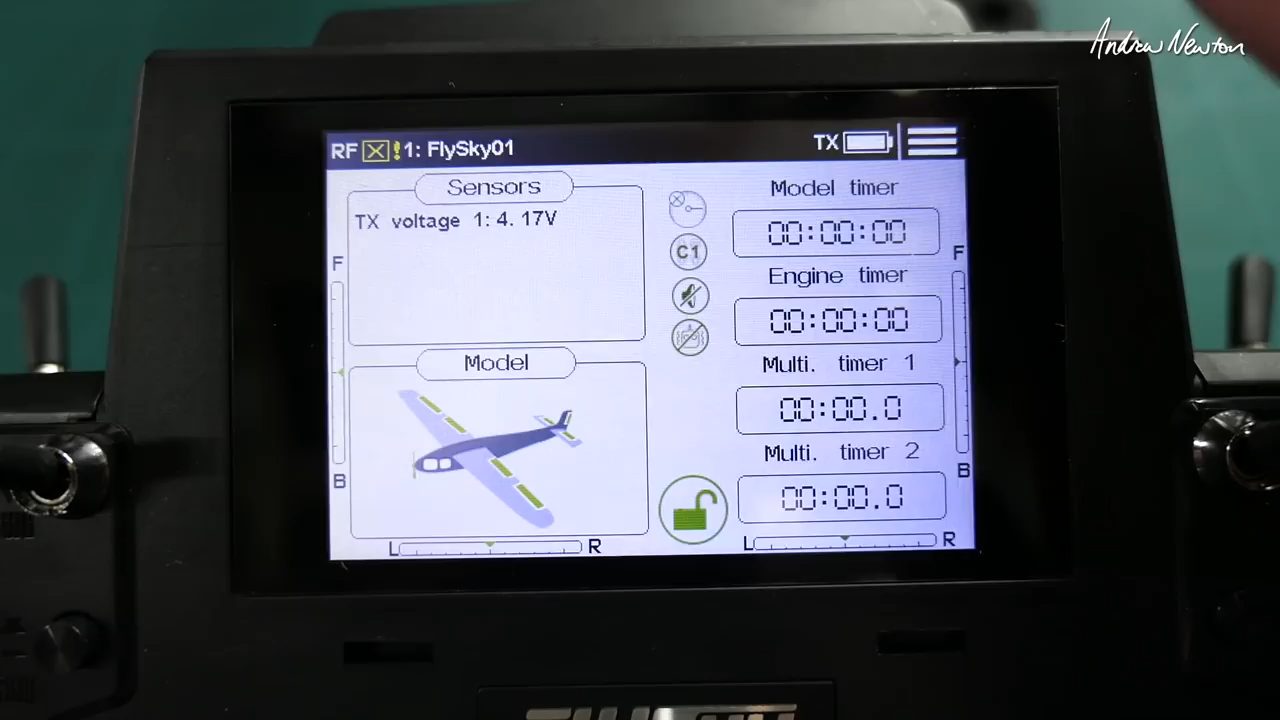 Andrew Newton
RF ! 1: FlySky01 TX
Sensors
TX voltage 1: 4. 17V
Model
C1
Model timer
00:00:00
Engine timer
00:00:00
Multi. timer 1
00:00.0
Multi. timer 2
00:00.0
F
B
F
B
L R
L R